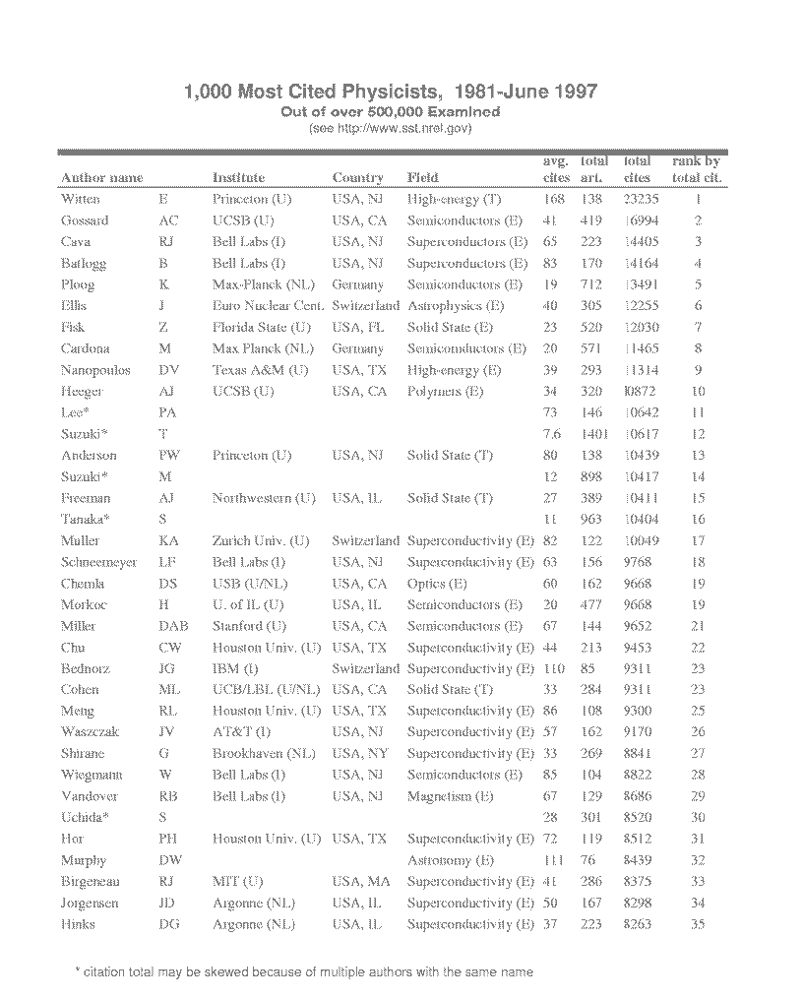 1,000 Most Cited Physicists, 1981-June 1997
Out of over 500,000 Examined
(see http://www.sst.nrel.gov)
avg. total total rank by
Author name Institute Country Field cites art. cites total cit.
Witten E Princeton (U) USA, NJ High-energy (T) 168 138 23235 1
Gossard AC UCSB (U) USA, CA Semiconductors (E) 41 419 16994 2
Cava RJ Bell Labs (I) USA, NJ Superconductors (E) 65 223 14405 3
Batlogg B Bell Labs (I) USA, NJ Superconductors (E) 83 170 14164 4
Ploog K Max-Planck (NL) Germany Semiconductors (E) 19 712 13491 5
Ellis J Euro Nuclear Cent. Switzerland Astrophysics (E) 40 305 12255 6
Fisk Z Florida State (U) USA, FL Solid State (E) 23 520 12030 7
Cardona M Max Planck (NL) Germany Semiconductors (E) 20 571 11465 8
Nanopoulos DV Texas A&M (U) USA, TX High-energy (E) 39 293 11314 9
Heeger AJ UCSB (U) USA, CA Polymers (E) 34 320 10872 10
Lee* PA 73 146 10642 11
Suzuki* T 7.6 1401 10617 12
Anderson PW Princeton (U) USA, NJ Solid State (T) 80 138 10439 13
Suzuki* M 12 898 10417 14
Freeman AJ Northwestern (U) USA, IL Solid State (T) 27 389 10411 15
Tanaka* S 11 963 10404 16
Muller KA Zurich Univ. (U) Switzerland Superconductivity (E) 82 122 10049 17
Schneemeyer LF Bell Labs (I) USA, NJ Superconductivity (E) 63 156 9768 18
Chemla DS USB (U/NL) USA, CA Optics (E) 60 162 9668 19
Morkoc H U. of IL (U) USA, IL Semiconductors (E) 20 477 9668 19
Miller DAB Stanford (U) USA, CA Semiconductors (E) 67 144 9652 21
Chu CW Houston Univ. (U) USA, TX Superconductivity (E) 44 213 9453 22
Bednorz JG IBM (I) Switzerland Superconductivity (E) 110 85 9311 23
Cohen ML UCB/LBL (U/NL) USA, CA Solid State (T) 33 284 9311 23
Meng RL Houston Univ. (U) USA, TX Superconductivity (E) 86 108 9300 25
Waszczak JV AT&T (I) USA, NJ Superconductivity (E) 57 162 9170 26
Shirane G Brookhaven (NL) USA, NY Superconductivity (E) 33 269 8841 27
Wiegmann W Bell Labs (I) USA, NJ Semiconductors (E) 85 104 8822 28
Vandover RB Bell Labs (I) USA, NJ Magnetism (E) 67 129 8686 29
Uchida* S 28 301 8520 30
Hor PH Houston Univ. (U) USA, TX Superconductivity (E) 72 119 8512 31
Murphy DW Astronomy (E) 111 76 8439 32
Birgeneau RJ MIT (U) USA, MA Superconductivity (E) 41 286 8375 33
Jorgensen JD Argonne (NL) USA, IL Superconductivity (E) 50 167 8298 34
Hinks DG Argonne (NL) USA, IL Superconductivity (E) 37 223 8263 35
* citation total may be skewed because of multiple authors with the same name